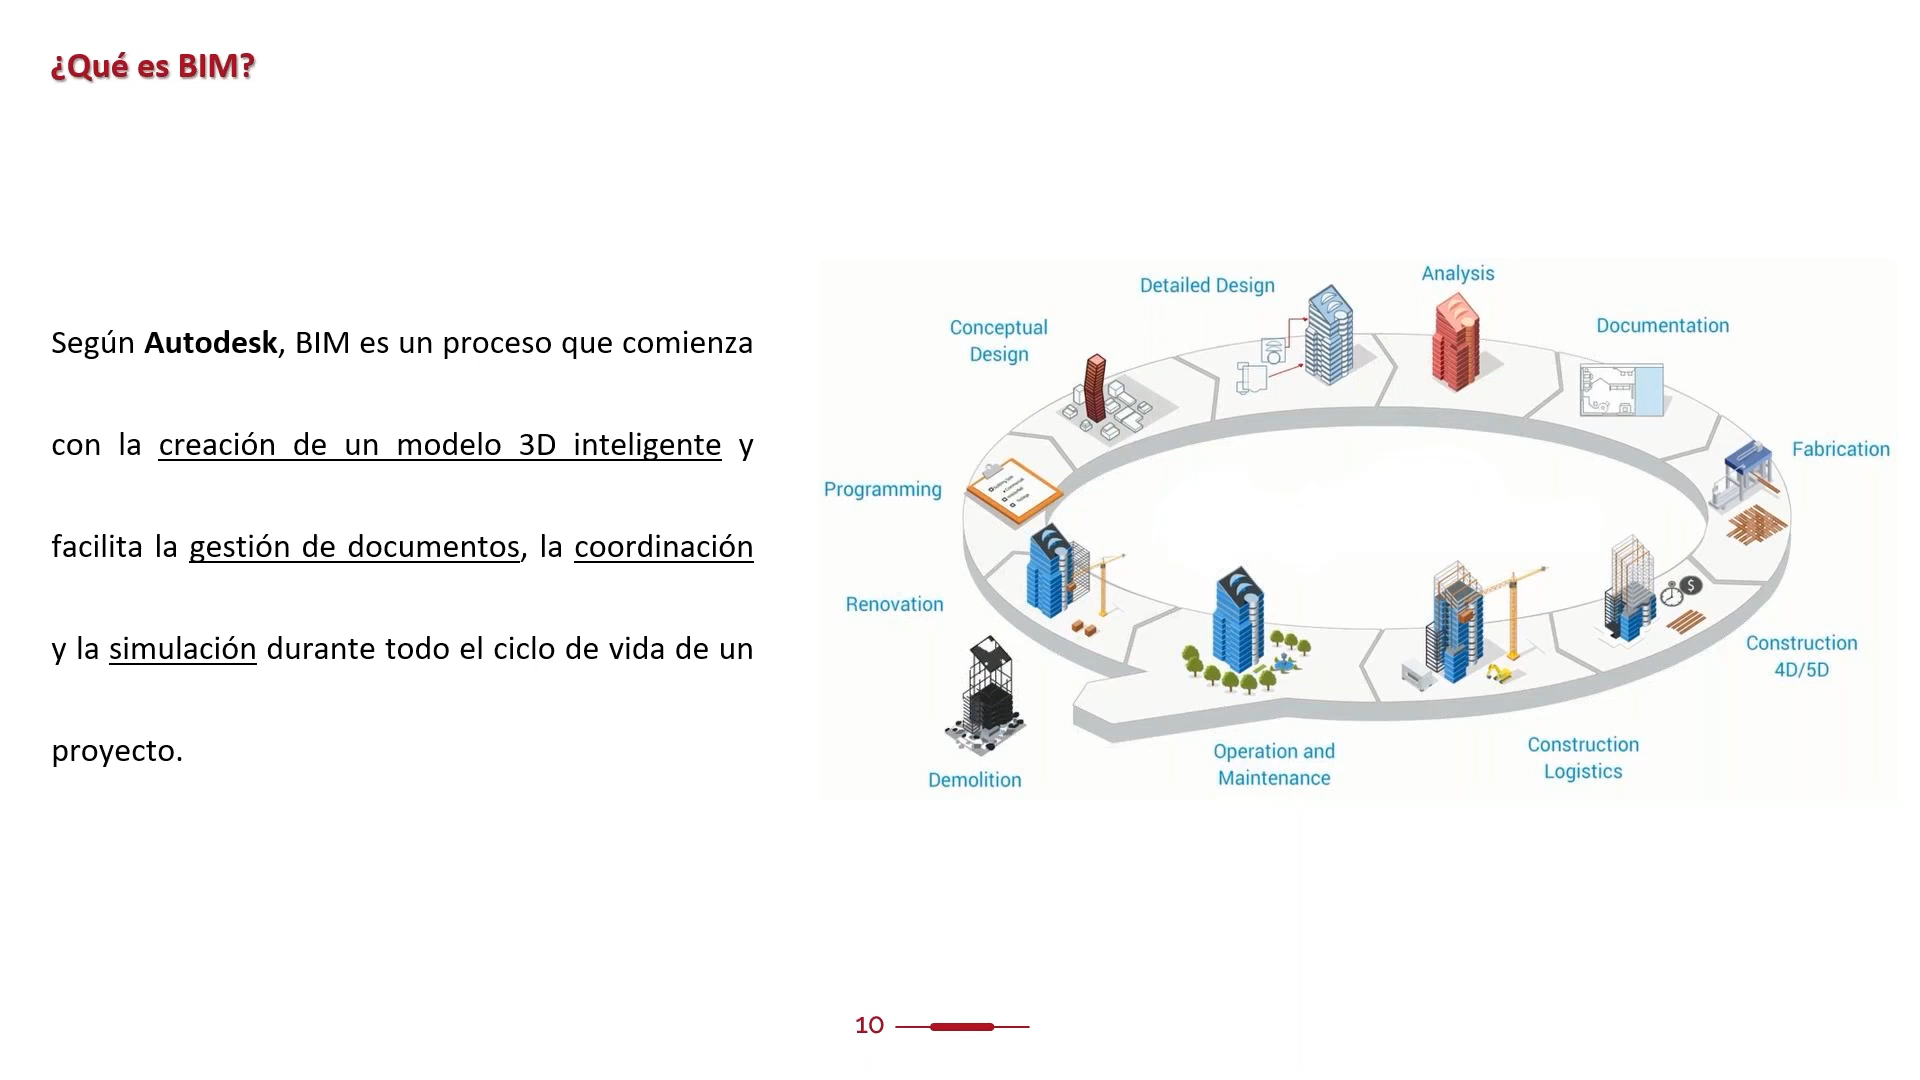 ¿Qué es BIM?
Según Autodesk, BIM es un proceso que comienza
con la creación de un modelo 3D inteligente y
facilita la gestión de documentos, la coordinación
y la simulación durante todo el ciclo de vida de un
proyecto.
Detailed Design
Analysis
Conceptual
Design
Documentation
Programming
Fabrication
Renovation
$
Construction
4D/5D
Demolition
Operation and
Maintenance
Construction
Logistics
10